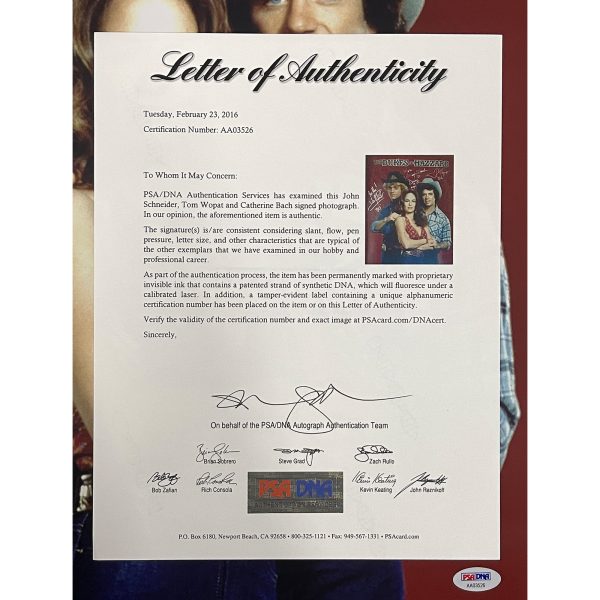 Letter of Authenticity
Tuesday, February 23, 2016
Certification Number: AA03526
To Whom It May Concern:
PSA/DNA Authentication Services has examined this John
Schneider, Tom Wopat and Catherine Bach signed photograph.
In our opinion, the aforementioned item is authentic.
The signature(s) is/are consistent considering slant, flow, pen
pressure, letter size, and other characteristics that are typical of
the other exemplars that we have examined in our hobby and
professional career.
THE DUKES of HAZZARD
As part of the authentication process, the item has been permanently marked with proprietary
invisible ink that contains a patented strand of synthetic DNA, which will fluoresce under a
calibrated laser. In addition, a tamper-evident label containing a unique alphanumeric
certification number has been placed on the item or on this Letter of Authenticity.
Verify the validity of the certification number and exact image at PSAcard.com/DNAcert.
Sincerely,
On behalf of the PSA/DNA Autograph Authentication Team
Brian Sobrero
Steve Grad
Zach Rullo
Bob Zafian
Rich Consola
PSA DNA
Kevin Keating
John Reznikoff
P.O. Box 6180, Newport Beach, CA 92658 • 800-325-1121 • Fax: 949-567-1331 • PSAcard.com
PSA DNA
AA03526